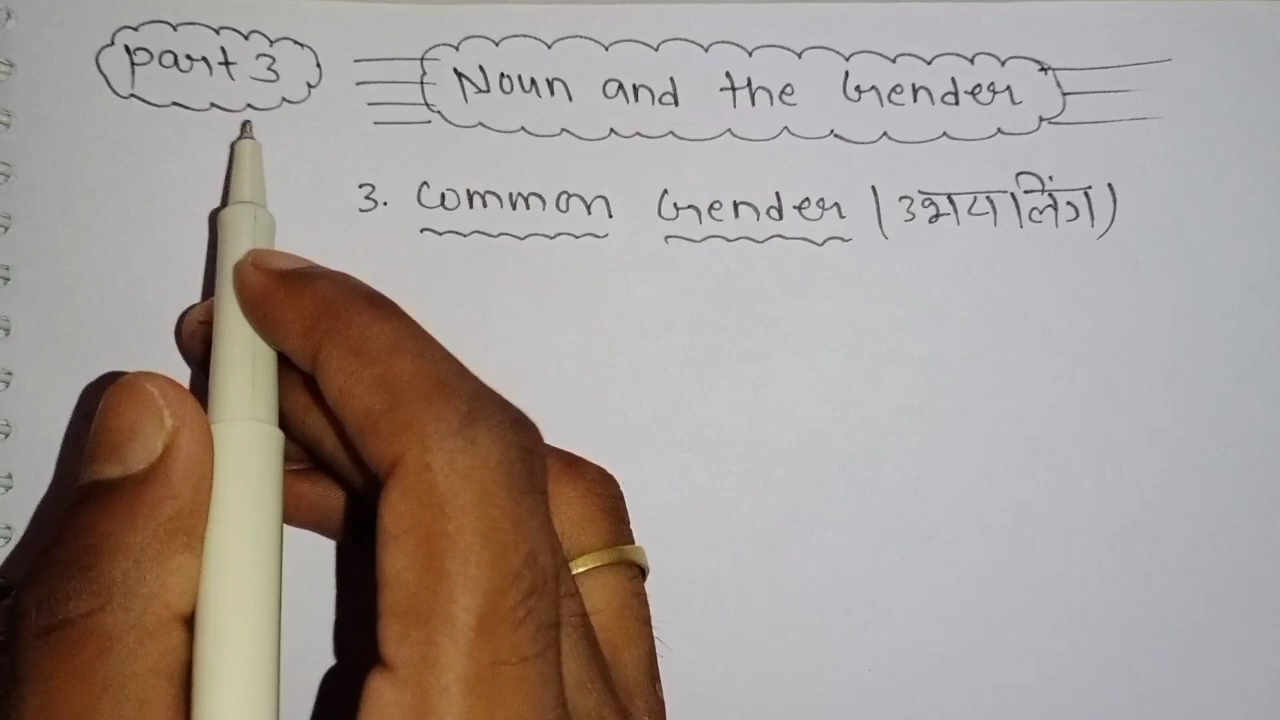 part 3
Noun and the Gender
3. Common Gender (उभयलिंग)